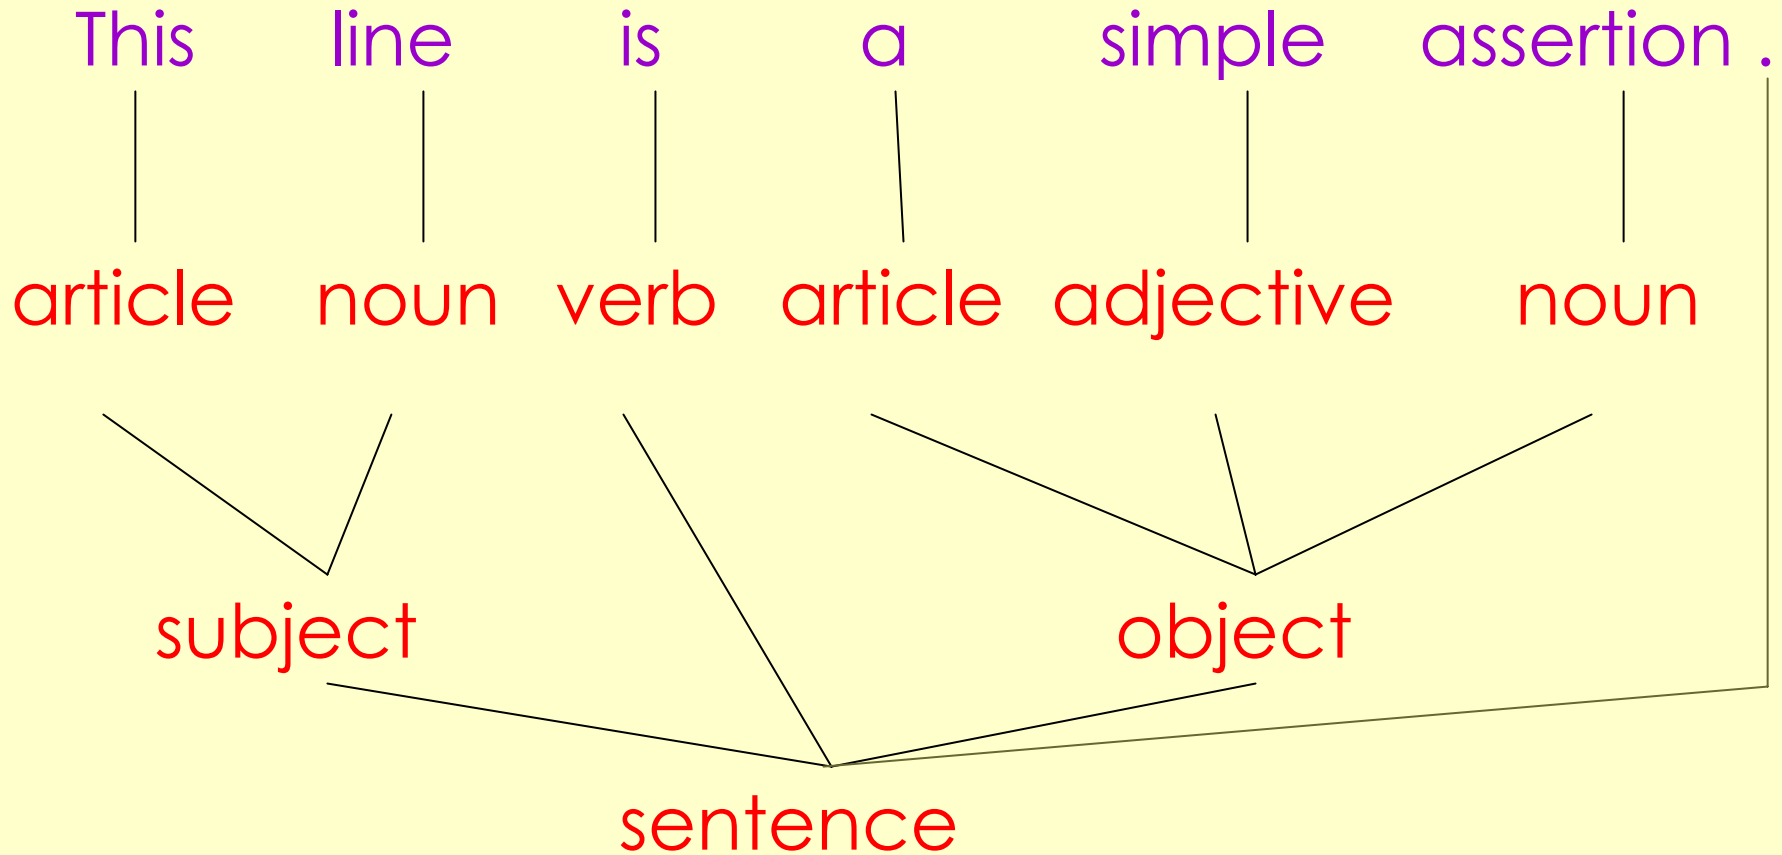 This line is a simple assertion .
article noun verb article adjective noun
subject object
sentence